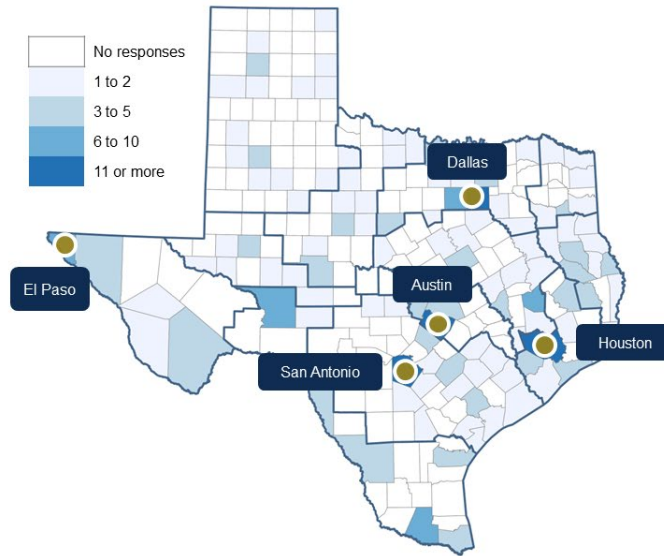 No responses
1 to 2
3 to 5
6 to 10
11 or more
Dallas
El Paso
Austin
Houston
San Antonio